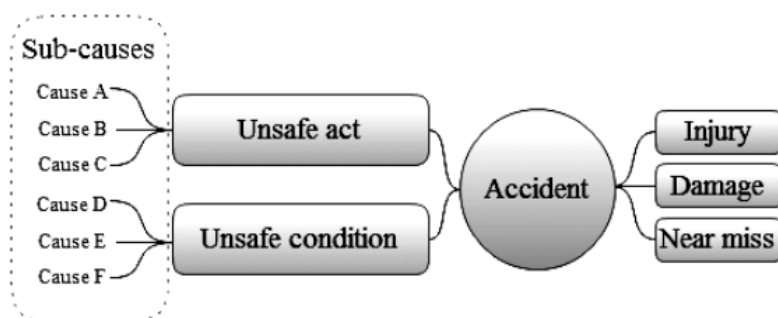 Sub-causes
Cause A
Cause B
Cause C
Cause D
Cause E
Cause F
Unsafe act
Unsafe condition
Accident
Injury
Damage
Near miss